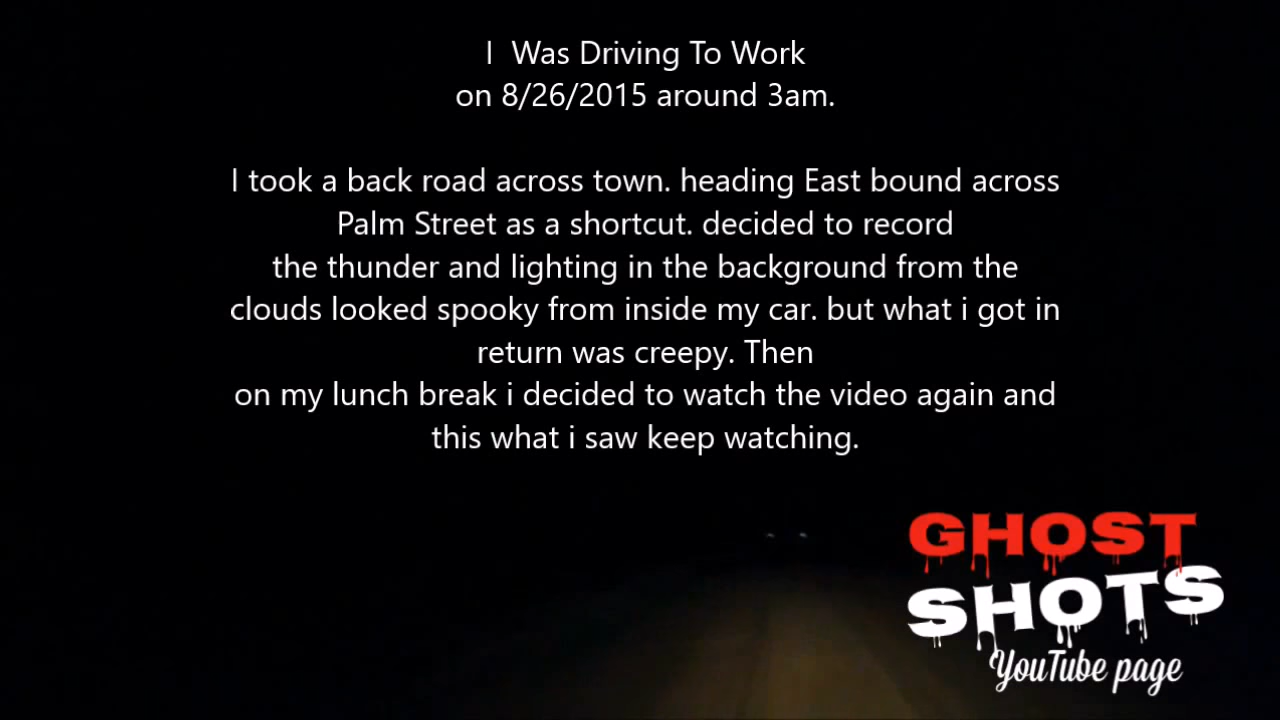 I Was Driving To Work
on 8/26/2015 around 3am.
I took a back road across town. heading East bound across
Palm Street as a shortcut. decided to record
the thunder and lighting in the background from the
clouds looked spooky from inside my car. but what i got in
return was creepy. Then
on my lunch break i decided to watch the video again and
this what i saw keep watching.
GHOST
SHOTS
YouTube page